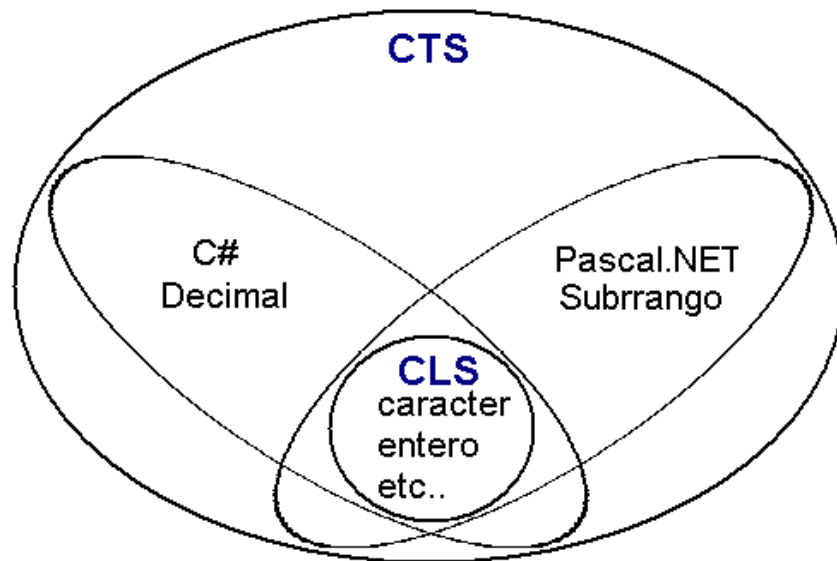 CTS
C#
Decimal
Pascal.NET
Subrrango
CLS
caracter
entero
etc..